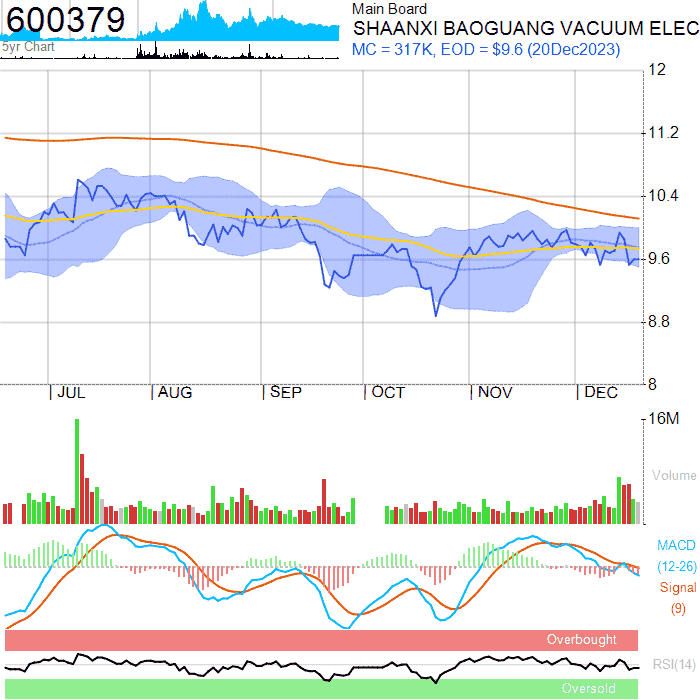 600379
5yr Chart
Main Board
SHAANXI BAOGUANG VACUUM ELEC
MC = 317K, EOD = $9.6 (20Dec2023)
12
11.2
10.4
9.6
8.8
8
JUL
AUG
SEP
OCT
NOV
DEC
16M
Volume
MACD
(12-26)
Signal
(9)
Overbought
RSI(14)
Oversold